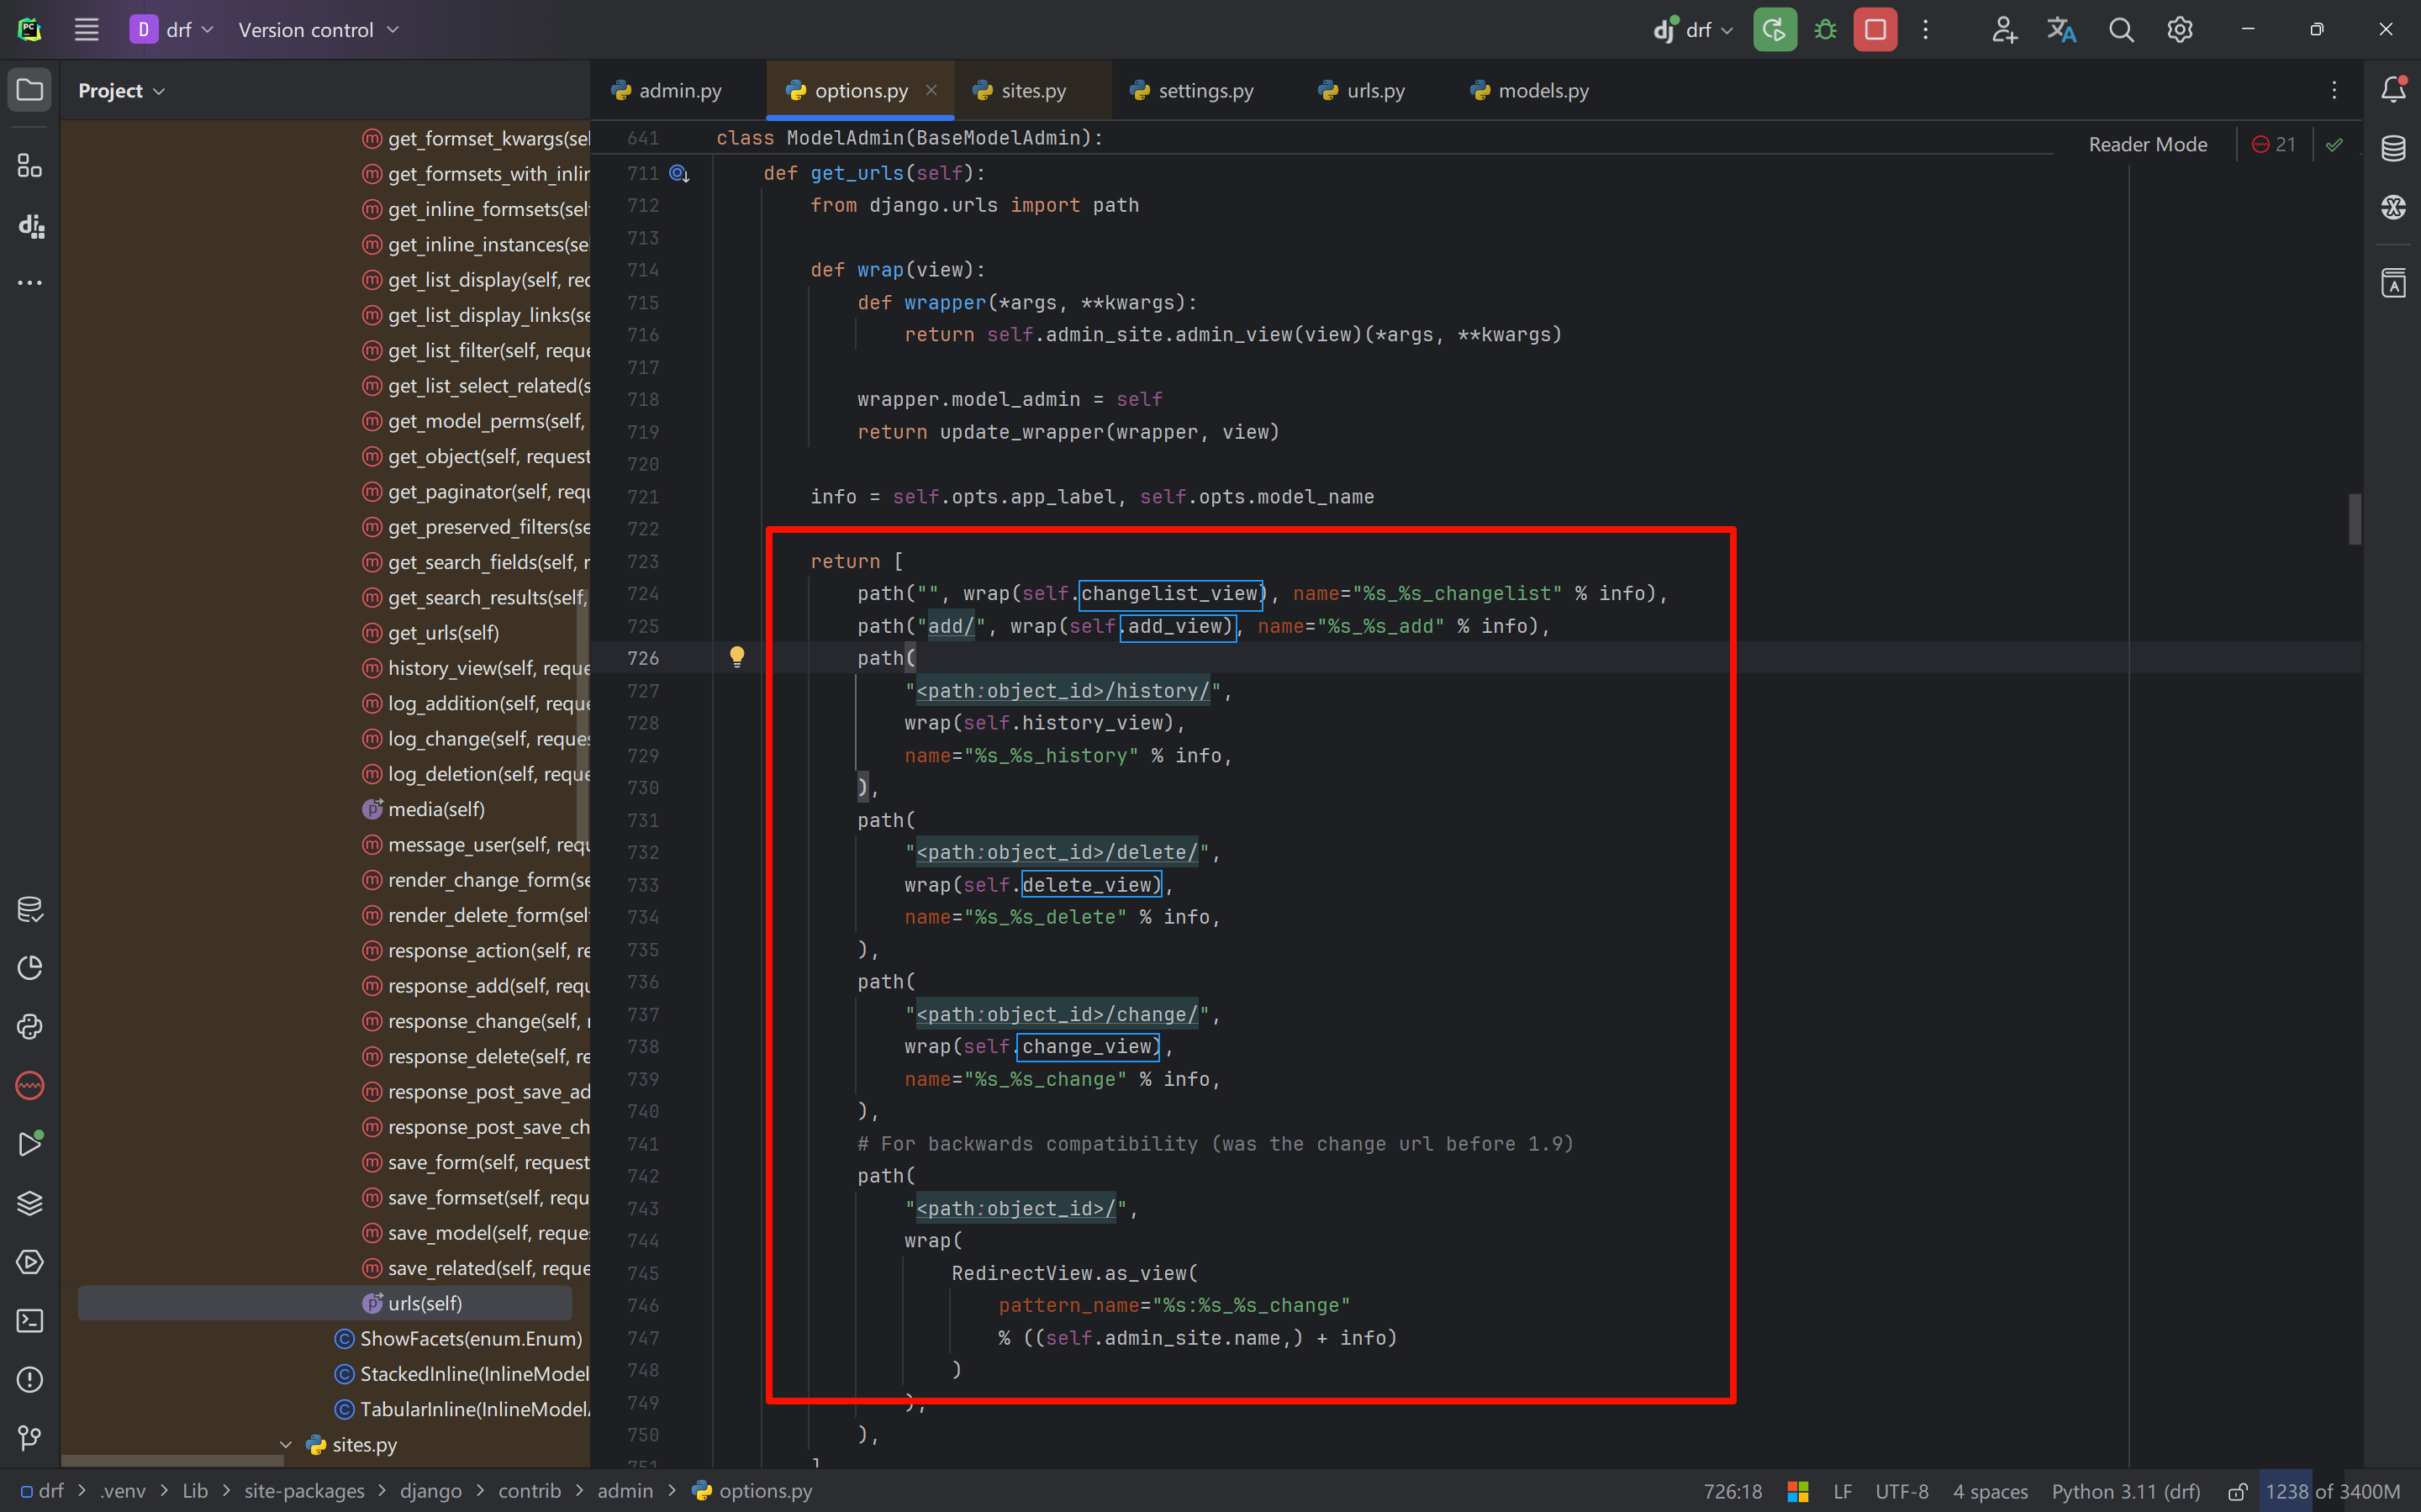 PC
D drf Version control
dj drf
Project
admin.py options.py sites.py settings.py urls.py models.py
get_formset_kwargs(sel
get_formsets_with_inlin
get_inline_formsets(self
get_inline_instances(sel
get_list_display(self, rec
get_list_display_links(se
get_list_filter(self, reque
get_list_select_related(s
get_model_perms(self,
get_object(self, request
get_paginator(self, requ
get_preserved_filters(se
get_search_fields(self, r
get_search_results(self,
get_urls(self)
history_view(self, reque
log_addition(self, reque
log_change(self, reques
log_deletion(self, reque
media(self)
message_user(self, requ
render_change_form(se
render_delete_form(self
response_action(self, re
response_add(self, requ
response_change(self, r
response_delete(self, re
response_post_save_ad
response_post_save_ch
save_form(self, request
save_formset(self, requ
save_model(self, reques
save_related(self, reque
urls(self)
ShowFacets(enum.Enum)
StackedInline(InlineModel
TabularInline(InlineModelA
sites.py
641 class ModelAdmin(BaseModelAdmin):
Reader Mode 21
711 def get_urls(self):
712 from django.urls import path
713
714 def wrap(view):
715 def wrapper(*args, **kwargs):
716 return self.admin_site.admin_view(view)(*args, **kwargs)
717
718 wrapper.model_admin = self
719 return update_wrapper(wrapper, view)
720
721 info = self.opts.app_label, self.opts.model_name
722
723 return [
724 path("", wrap(self.changelist_view), name="%s_%s_changelist" % info),
725 path("add/", wrap(self.add_view), name="%s_%s_add" % info),
726 path(
727 "<path:object_id>/history/",
728 wrap(self.history_view),
729 name="%s_%s_history" % info,
730 ),
731 path(
732 "<path:object_id>/delete/",
733 wrap(self.delete_view),
734 name="%s_%s_delete" % info,
735 ),
736 path(
737 "<path:object_id>/change/",
738 wrap(self.change_view),
739 name="%s_%s_change" % info,
740 ),
741 # For backwards compatibility (was the change url before 1.9)
742 path(
743 "<path:object_id>/",
744 wrap(
745 RedirectView.as_view(
746 pattern_name="%s:%s_%s_change"
747 % ((self.admin_site.name,) + info)
748 )
749 ),
750 ),
751 ]
drf > .venv > Lib > site-packages > django > contrib > admin > options.py
726:18 LF UTF-8 4 spaces Python 3.11 (drf) 1238 of 3400M